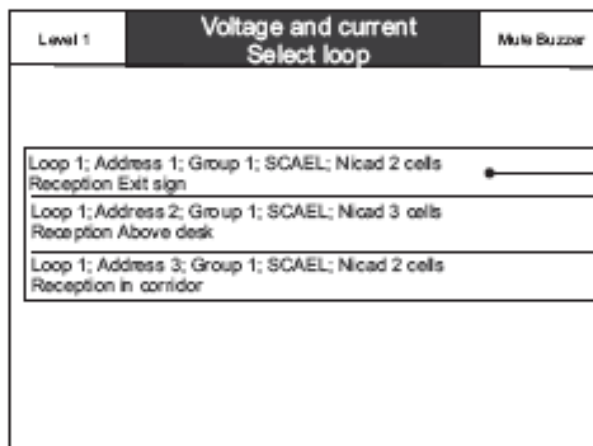 Level 1
Voltage and current
Select loop
Mute Buzzer
Loop 1; Address 1; Group 1; SCAEL; Nicad 2 cells
Reception Exit sign
Loop 1; Address 2; Group 1; SCAEL; Nicad 3 cells
Reception Above desk
Loop 1; Address 3; Group 1; SCAEL; Nicad 2 cells
Reception in corridor